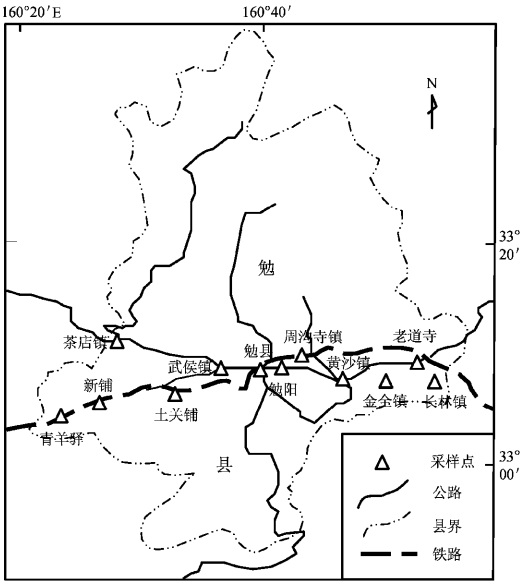 160°20′E
160°40′
N
33°
20′
勉
茶店镇
武侯镇
勉县
周沟寺镇
黄沙镇
老道寺
新铺
青羊驿
土关铺
勉阳
金全镇
长林镇
33°
00′
县
采样点
公路
县界
铁路